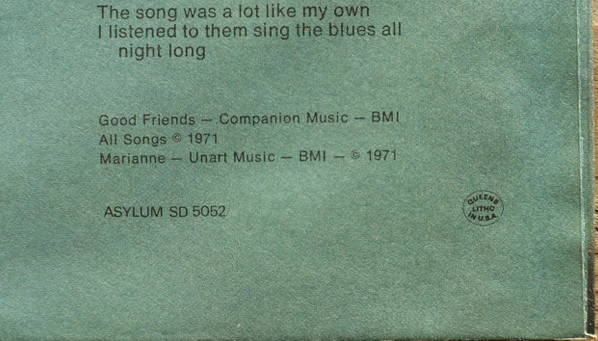 The song was a lot like my own
I listened to them sing the blues all
night long
Good Friends — Companion Music — BMI
All Songs © 1971
Marianne — Unart Music — BMI — © 1971
ASYLUM SD 5052
QUEENS
LITHO
IN U.S.A.